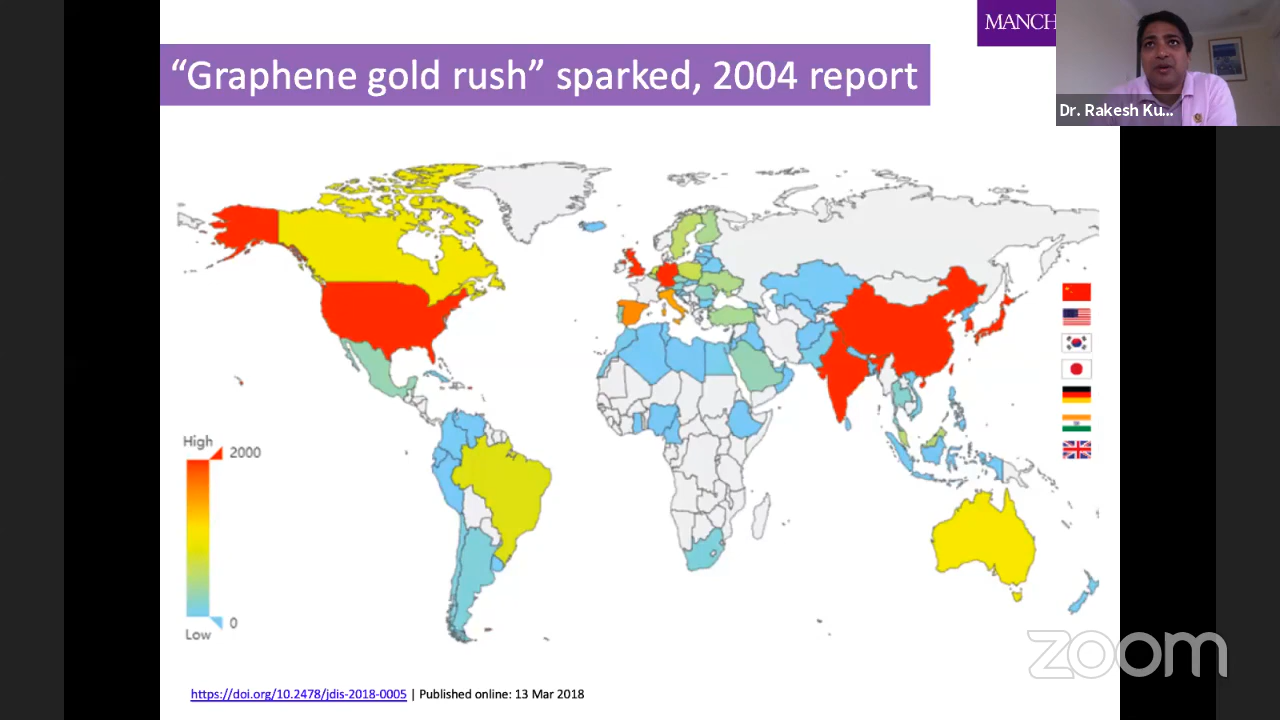 MANCH
“Graphene gold rush” sparked, 2004 report
Dr. Rakesh Ku...
High
2000
0
Low
https://doi.org/10.2478/jdis-2018-0005 | Published online: 13 Mar 2018
zoom